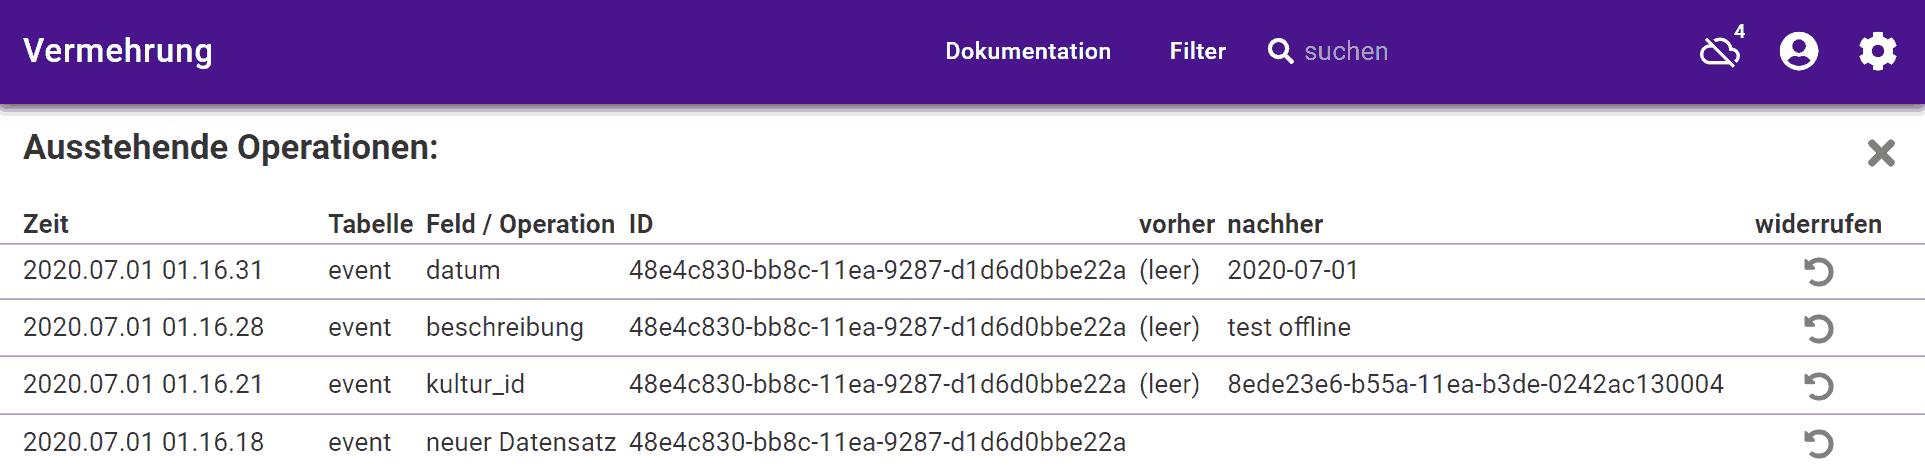 Vermehrung Dokumentation Filter suchen 4
Ausstehende Operationen:
Zeit Tabelle Feld / Operation ID vorher nachher widerrufen
2020.07.01 01.16.31 event datum 48e4c830-bb8c-11ea-9287-d1d6d0bbe22a (leer) 2020-07-01
2020.07.01 01.16.28 event beschreibung 48e4c830-bb8c-11ea-9287-d1d6d0bbe22a (leer) test offline
2020.07.01 01.16.21 event kultur_id 48e4c830-bb8c-11ea-9287-d1d6d0bbe22a (leer) 8ede23e6-b55a-11ea-b3de-0242ac130004
2020.07.01 01.16.18 event neuer Datensatz 48e4c830-bb8c-11ea-9287-d1d6d0bbe22a